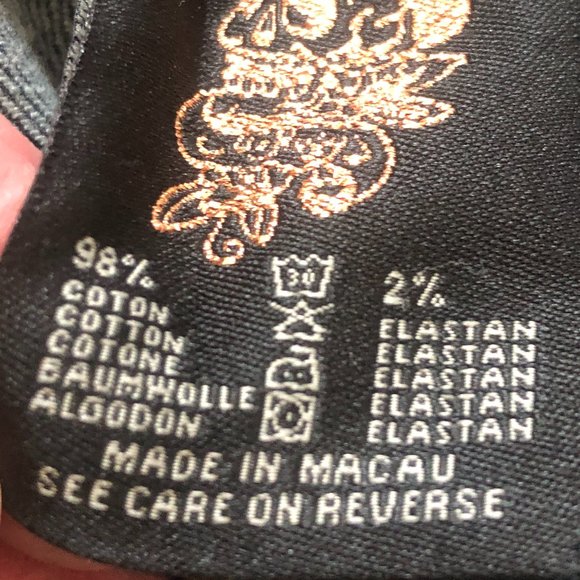 98%
COTON
COTTON
COTONE
BAUMWOLLE
ALGODON
30
2%
ELASTAN
ELASTAN
ELASTAN
ELASTAN
ELASTAN
MADE IN MACAU
SEE CARE ON REVERSE